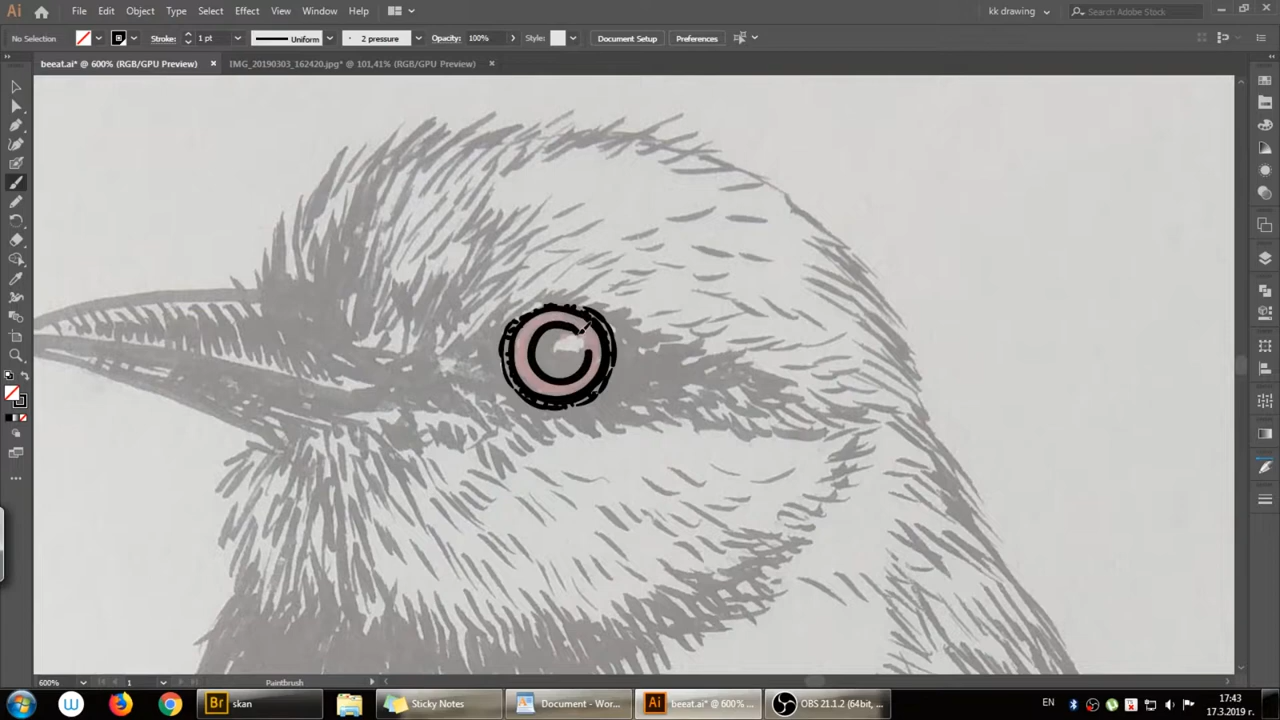 Ai File Edit Object Type Select Effect View Window Help kk drawing Search Adobe Stock
No Selection Stroke: 1 pt Uniform 2 pressure Opacity: 100% Style: Document Setup Preferences
beeat.ai* @ 600% (RGB/GPU Preview) × IMG_20190303_162420.jpg* @ 101,41% (RGB/GPU Preview) ×
600% 1 Paintbrush
Br skan Sticky Notes Document - Wor... Ai beeat.ai* @ 600% ... OBS 21.1.2 (64bit, ... EN 17:43
17.3.2019 г.